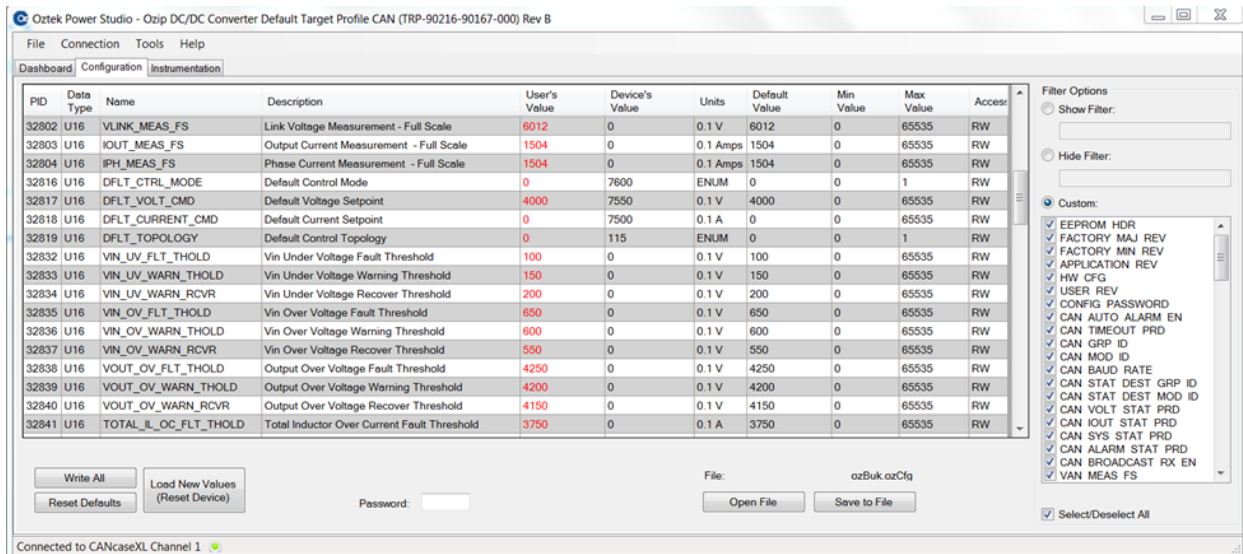 Oztek Power Studio - Ozip DC/DC Converter Default Target Profile CAN (TRP-90216-90167-000) Rev B
File Connection Tools Help
Dashboard Configuration Instrumentation
PID Data Type Name Description User's Value Device's Value Units Default Value Min Value Max Value Access
32802 U16 VLINK_MEAS_FS Link Voltage Measurement - Full Scale 6012 0 0.1 V 6012 0 65535 RW
32803 U16 IOUT_MEAS_FS Output Current Measurement - Full Scale 1504 0 0.1 Amps 1504 0 65535 RW
32804 U16 IPH_MEAS_FS Phase Current Measurement - Full Scale 1504 0 0.1 Amps 1504 0 65535 RW
32816 U16 DFLT_CTRL_MODE Default Control Mode 0 7600 ENUM 0 0 1 RW
32817 U16 DFLT_VOLT_CMD Default Voltage Setpoint 4000 7550 0.1 V 4000 0 65535 RW
32818 U16 DFLT_CURRENT_CMD Default Current Setpoint 0 7500 0.1 A 0 0 65535 RW
32819 U16 DFLT_TOPOLOGY Default Control Topology 0 115 ENUM 0 0 1 RW
32832 U16 VIN_UV_FLT_THOLD Vin Under Voltage Fault Threshold 100 0 0.1 V 100 0 65535 RW
32833 U16 VIN_UV_WARN_THOLD Vin Under Voltage Warning Threshold 150 0 0.1 V 150 0 65535 RW
32834 U16 VIN_UV_WARN_RCVR Vin Under Voltage Recover Threshold 200 0 0.1 V 200 0 65535 RW
32835 U16 VIN_OV_FLT_THOLD Vin Over Voltage Fault Threshold 650 0 0.1 V 650 0 65535 RW
32836 U16 VIN_OV_WARN_THOLD Vin Over Voltage Warning Threshold 600 0 0.1 V 600 0 65535 RW
32837 U16 VIN_OV_WARN_RCVR Vin Over Voltage Recover Threshold 550 0 0.1 V 550 0 65535 RW
32838 U16 VOUT_OV_FLT_THOLD Output Over Voltage Fault Threshold 4250 0 0.1 V 4250 0 65535 RW
32839 U16 VOUT_OV_WARN_THOLD Output Over Voltage Warning Threshold 4200 0 0.1 V 4200 0 65535 RW
32840 U16 VOUT_OV_WARN_RCVR Output Over Voltage Recover Threshold 4150 0 0.1 V 4150 0 65535 RW
32841 U16 TOTAL_IL_OC_FLT_THOLD Total Inductor Over Current Fault Threshold 3750 0 0.1 A 3750 0 65535 RW
Filter Options
Show Filter:
Hide Filter:
Custom:
EEPROM HDR
FACTORY MAJ REV
FACTORY MIN REV
APPLICATION REV
HW CFG
USER REV
CONFIG PASSWORD
CAN AUTO ALARM EN
CAN TIMEOUT PRD
CAN GRP ID
CAN MOD ID
CAN BAUD RATE
CAN STAT DEST GRP ID
CAN STAT DEST MOD ID
CAN VOLT STAT PRD
CAN IOUT STAT PRD
CAN SYS STAT PRD
CAN ALARM STAT PRD
CAN BROADCAST RX EN
VAN MEAS FS
Select/Deselect All
Write All
Reset Defaults
Load New Values
(Reset Device)
Password:
File: ozBuk.ozCfg
Open File Save to File
Connected to CANcaseXL Channel 1